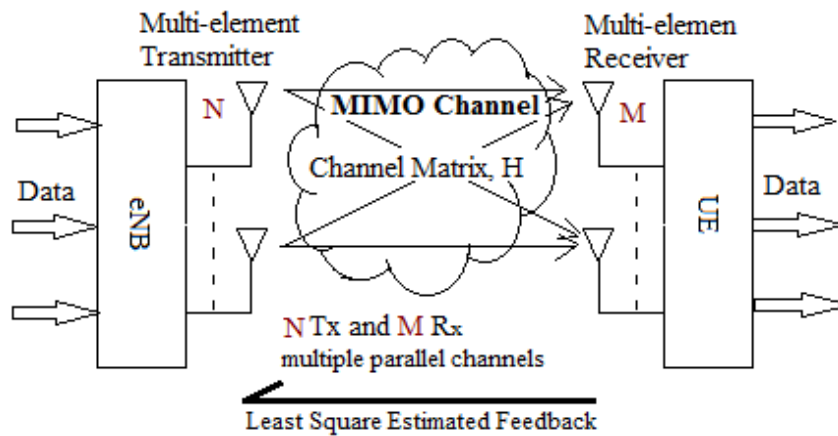 Multi-element
Transmitter
Multi-elemen
Receiver
N
MIMO Channel
M
Channel Matrix, H
Data
eNB
UE
Data
N Tx and M Rx
multiple parallel channels
Least Square Estimated Feedback